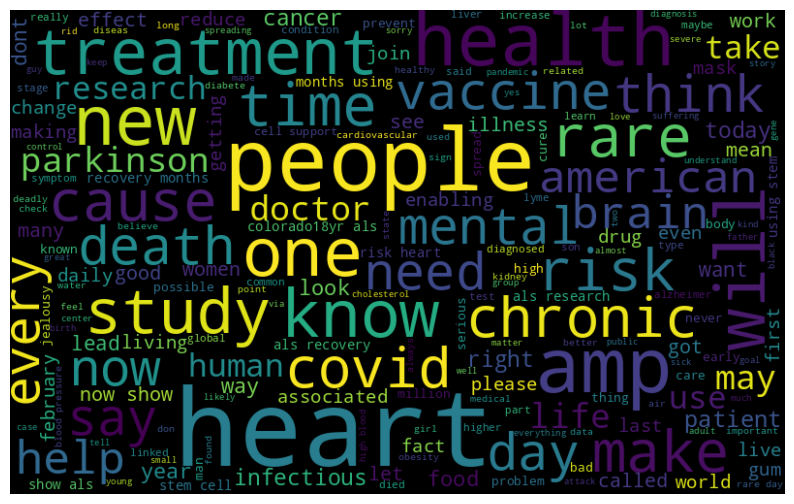 dont
effect
reduce
cancer
prevent
health
increase
diagnosis
work
maybe
really
rid
diseas
long
spreading
condition
sorry
liver
lot
severe
treatment
join
take
guy
keep
said
pandemic
related
mask
story
stage
diabete
made
healthy
yes
research
time
months using
vaccine
think
change
new
getting
cell support
see
learn
love
suffering
gene
making
cardiovascular
used
illness
rare
today
control
sign
spread
cure
mean
parkinson
people
understand
symptom
recovery months
enabling
american
deadly
check
cause
doctor
lyme
using stem
many
believe
colorado18yr als
state
mental
brain
body
drug
even
known
death
one
risk heart
diagnosed
type
kind
father
great
daily
good
women
need
high
son
almost
risk
want
black
will
water
possible
look
kidney
group
alzheimer
feel
common
cholesterol
als research
center
jealousy
point
via
study
know
test
serious
chronic
never
every
birth
global
matter
better
public
early
goal
lead
living
human
als recovery
right
got
sick
first
now
covid
well
care
february
way
please
amp
may
now show
associated
million
medical
thing
much
blood pressure
say
likely
life
use
patient
case
tell
don
man
girl
higher
part
last
everything
data
adult
important
help
linked
found
heart
fact
day
make
live
small
year
infectious
let
food
obesity
problem
bad
called
world
gum
show als
young
stem cell
died
high blood
attack
rare day
air